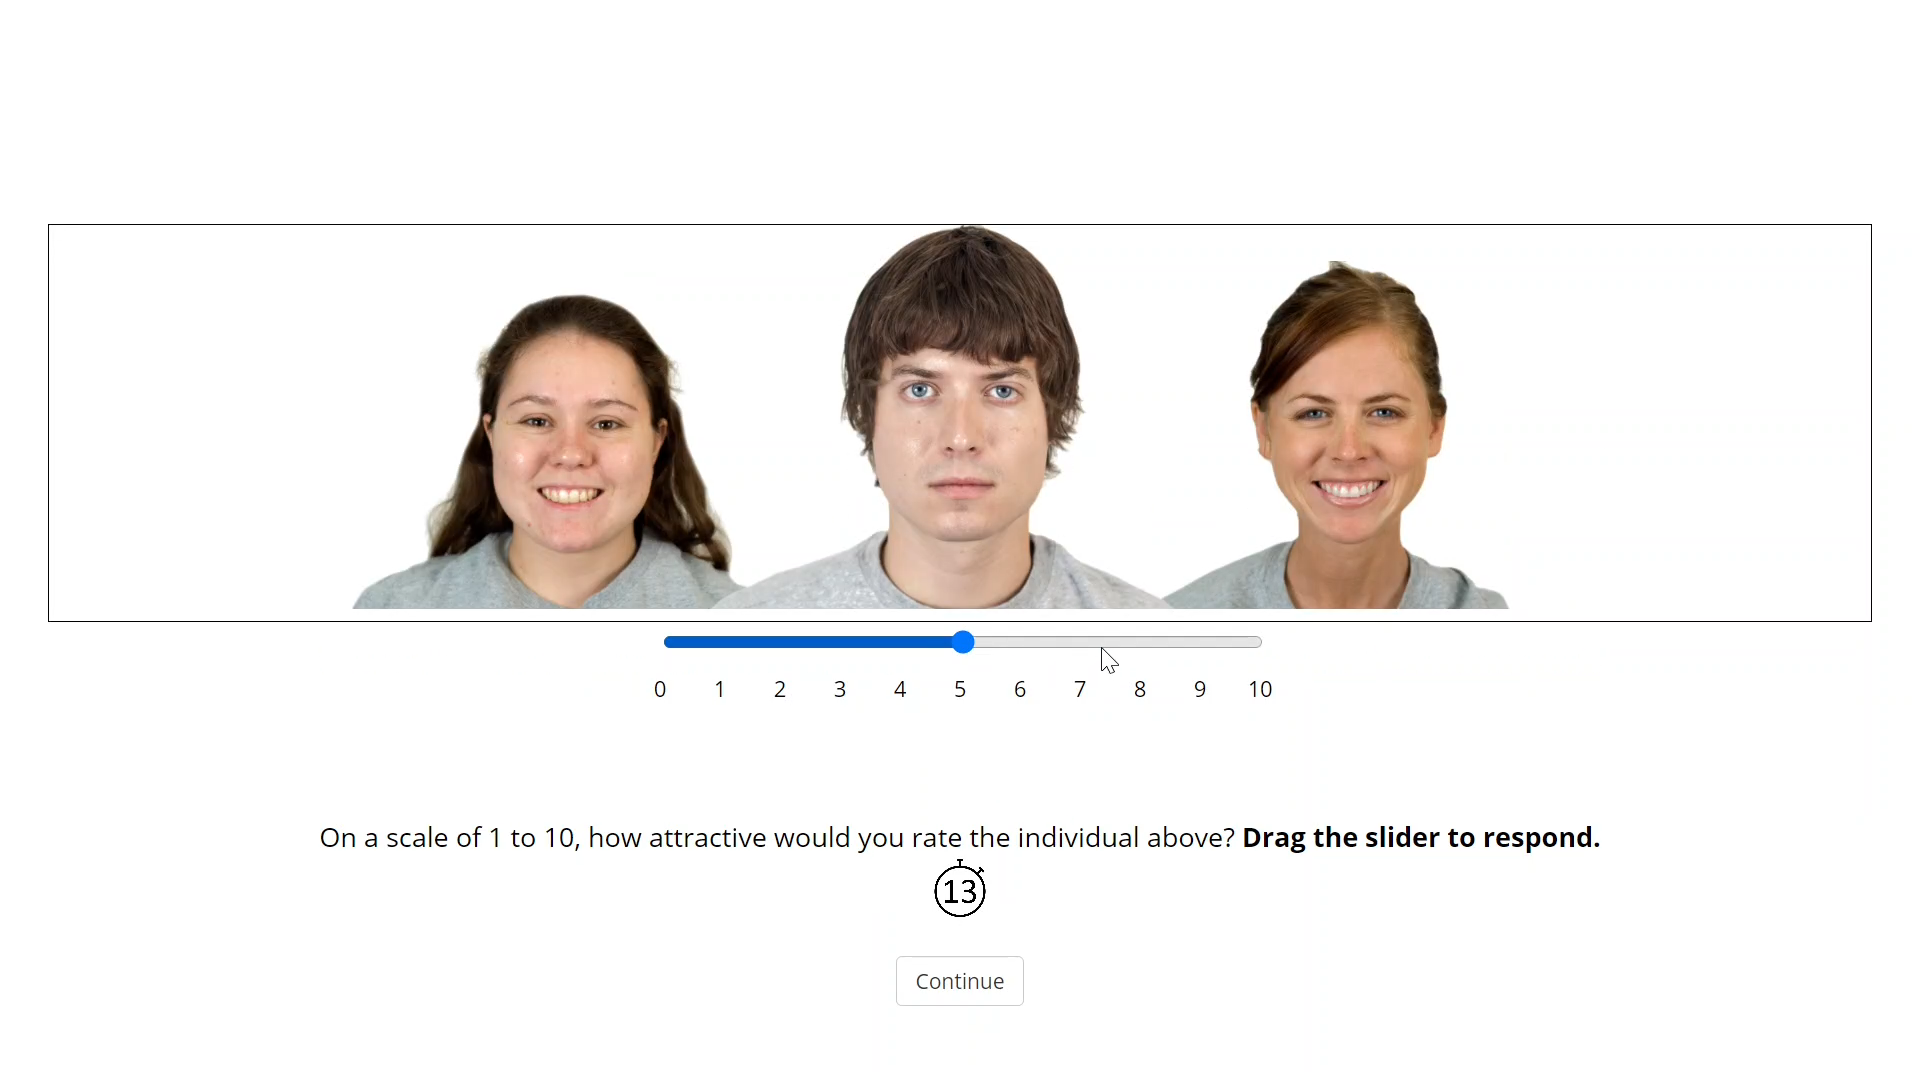 0 1 2 3 4 5 6 7 8 9 10
On a scale of 1 to 10, how attractive would you rate the individual above? Drag the slider to respond.
13
Continue